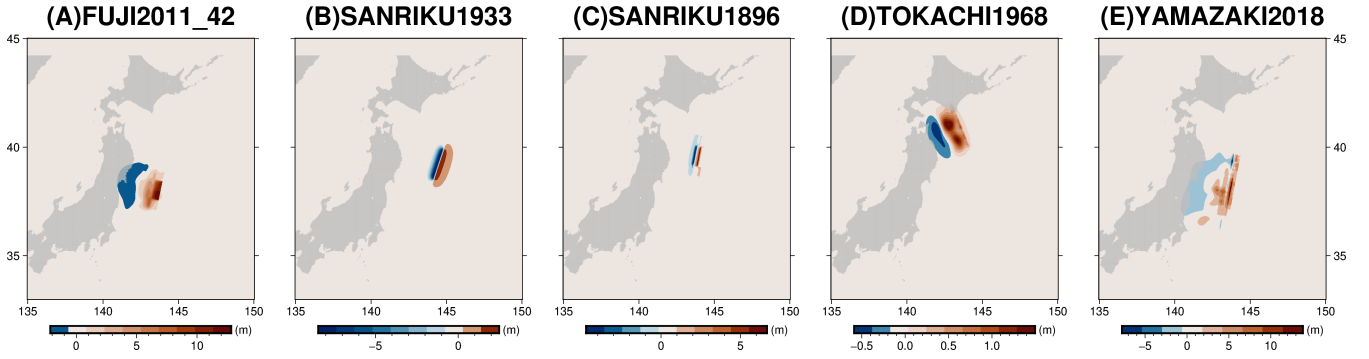 (A)FUJI2011_42 (B)SANRIKU1933 (C)SANRIKU1896 (D)TOKACHI1968 (E)YAMAZAKI2018
45 45
40 40
35 35
135 140 145 150 135 140 145 150 135 140 145 150 135 140 145 150 135 140 145 150
0 5 10 (m) −5 0 (m) 0 5 (m) −0.5 0.0 0.5 1.0 (m) −5 0 5 10 (m)